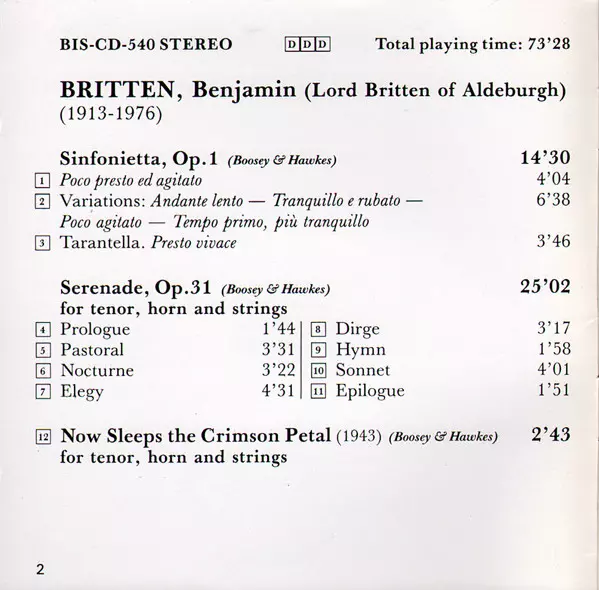 BIS-CD-540 STEREO DDD Total playing time: 73'28
BRITTEN, Benjamin (Lord Britten of Aldeburgh)
(1913-1976)
Sinfonietta, Op.1 (Boosey & Hawkes) 14'30
1 Poco presto ed agitato 4'04
2 Variations: Andante lento — Tranquillo e rubato — 6'38
Poco agitato — Tempo primo, più tranquillo
3 Tarantella. Presto vivace 3'46
Serenade, Op.31 (Boosey & Hawkes) 25'02
for tenor, horn and strings
4 Prologue 1'44 8 Dirge 3'17
5 Pastoral 3'31 9 Hymn 1'58
6 Nocturne 3'22 10 Sonnet 4'01
7 Elegy 4'31 11 Epilogue 1'51
12 Now Sleeps the Crimson Petal (1943) (Boosey & Hawkes) 2'43
for tenor, horn and strings
2